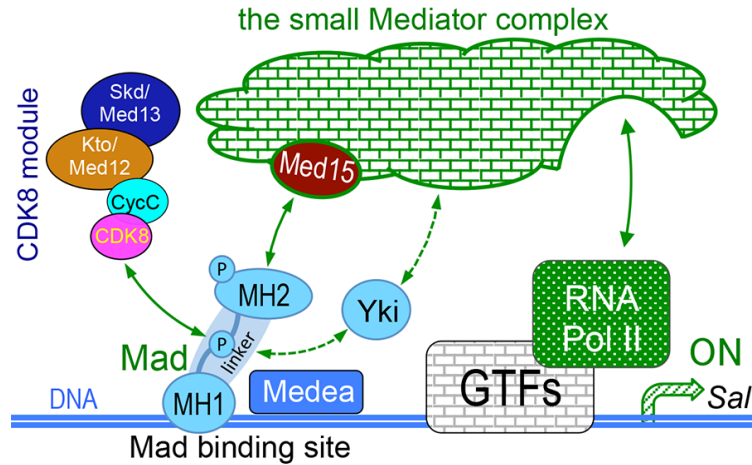 the small Mediator complex
CDK8 module
Skd/
Med13
Kto/
Med12
CycC
CDK8
Med15
P
MH2
P
linker
Mad
MH1
Yki
Medea
RNA
Pol II
GTFs
ON
Sal
DNA
Mad binding site